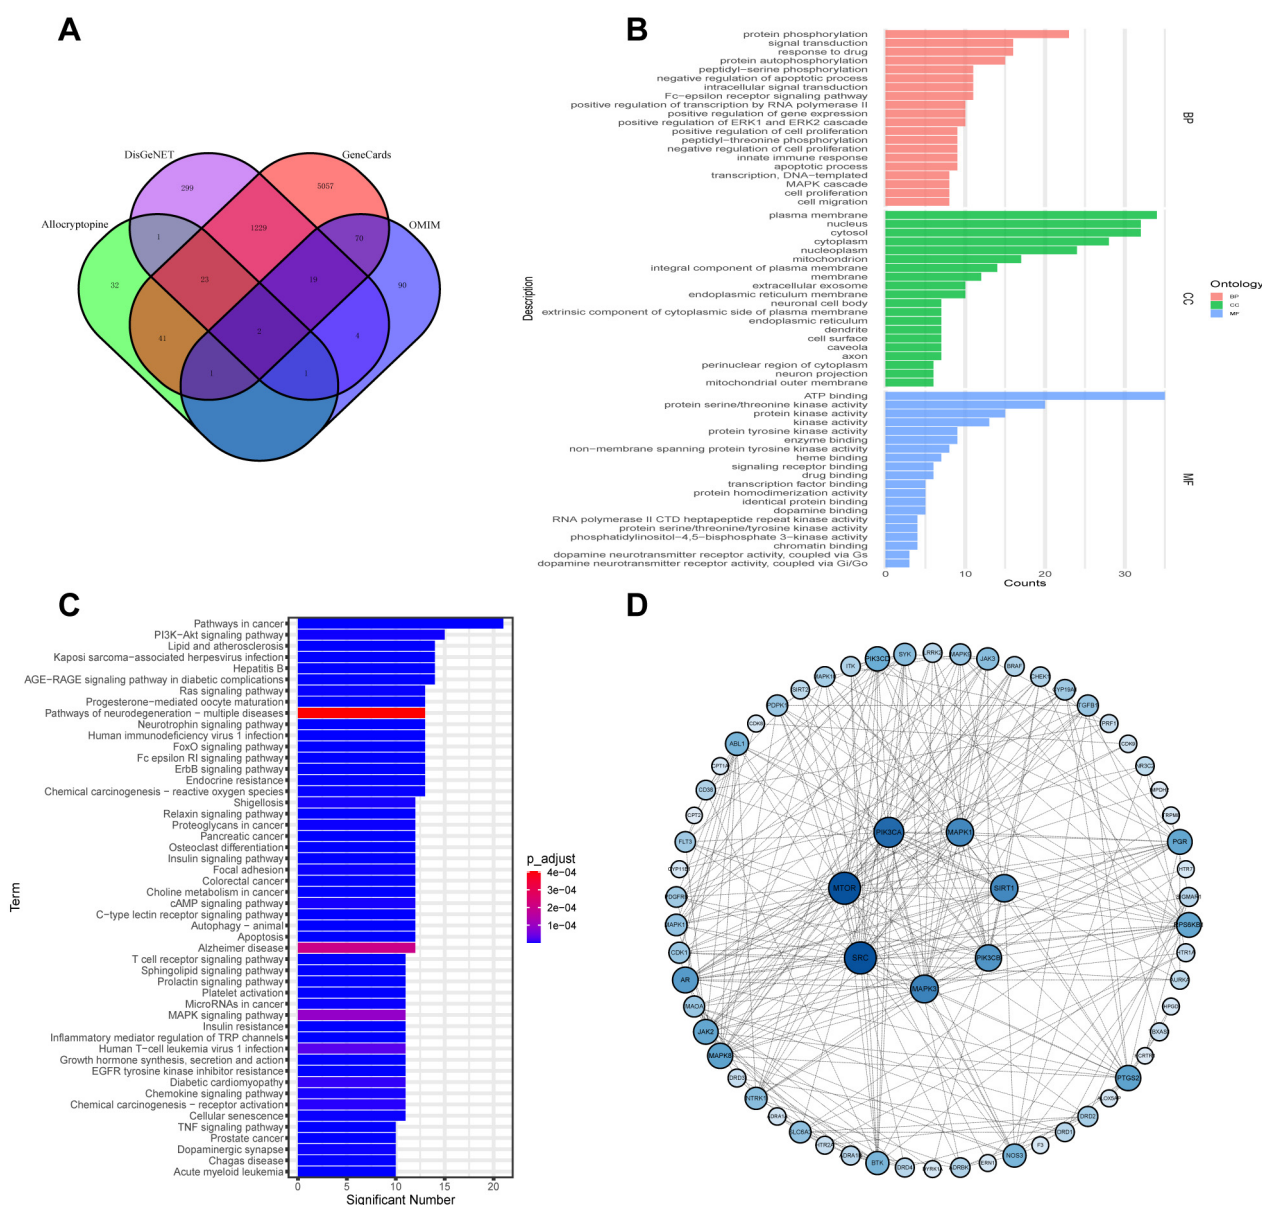 A
DisGeNET
GeneCards
Allocryptopine
OMIM
299
5057
1
1229
70
32
23
19
90
41
2
4
1
1
B
protein phosphorylation
signal transduction
response to drug
protein autophosphorylation
peptidyl−serine phosphorylation
negative regulation of apoptotic process
intracellular signal transduction
Fc−epsilon receptor signaling pathway
positive regulation of transcription by RNA polymerase II
positive regulation of gene expression
positive regulation of ERK1 and ERK2 cascade
positive regulation of cell proliferation
peptidyl−threonine phosphorylation
negative regulation of cell proliferation
innate immune response
apoptotic process
transcription, DNA−templated
MAPK cascade
cell proliferation
cell migration
BP
plasma membrane
nucleus
cytosol
cytoplasm
nucleoplasm
mitochondrion
integral component of plasma membrane
membrane
extracellular exosome
endoplasmic reticulum membrane
neuronal cell body
extrinsic component of cytoplasmic side of plasma membrane
endoplasmic reticulum
dendrite
cell surface
caveola
axon
perinuclear region of cytoplasm
neuron projection
mitochondrial outer membrane
CC
ATP binding
protein serine/threonine kinase activity
protein kinase activity
kinase activity
protein tyrosine kinase activity
enzyme binding
non−membrane spanning protein tyrosine kinase activity
heme binding
signaling receptor binding
drug binding
transcription factor binding
protein homodimerization activity
identical protein binding
dopamine binding
RNA polymerase II CTD heptapeptide repeat kinase activity
protein serine/threonine/tyrosine kinase activity
phosphatidylinositol−4,5−bisphosphate 3−kinase activity
chromatin binding
dopamine neurotransmitter receptor activity, coupled via Gs
dopamine neurotransmitter receptor activity, coupled via Gi/Go
MF
Description
0 10 20 30
Counts
Ontology
BP
CC
MF
C
Pathways in cancer
PI3K−Akt signaling pathway
Lipid and atherosclerosis
Kaposi sarcoma−associated herpesvirus infection
Hepatitis B
AGE−RAGE signaling pathway in diabetic complications
Ras signaling pathway
Progesterone−mediated oocyte maturation
Pathways of neurodegeneration − multiple diseases
Neurotrophin signaling pathway
Human immunodeficiency virus 1 infection
FoxO signaling pathway
Fc epsilon RI signaling pathway
ErbB signaling pathway
Endocrine resistance
Chemical carcinogenesis − reactive oxygen species
Shigellosis
Relaxin signaling pathway
Proteoglycans in cancer
Pancreatic cancer
Osteoclast differentiation
Insulin signaling pathway
Focal adhesion
Colorectal cancer
Choline metabolism in cancer
cAMP signaling pathway
C−type lectin receptor signaling pathway
Autophagy − animal
Apoptosis
Alzheimer disease
T cell receptor signaling pathway
Sphingolipid signaling pathway
Prolactin signaling pathway
Platelet activation
MicroRNAs in cancer
MAPK signaling pathway
Insulin resistance
Inflammatory mediator regulation of TRP channels
Human T−cell leukemia virus 1 infection
Growth hormone synthesis, secretion and action
EGFR tyrosine kinase inhibitor resistance
Diabetic cardiomyopathy
Chemokine signaling pathway
Chemical carcinogenesis − receptor activation
Cellular senescence
TNF signaling pathway
Prostate cancer
Dopaminergic synapse
Chagas disease
Acute myeloid leukemia
Term
0 5 10 15 20
Significant Number
p_adjust
4e−04
3e−04
2e−04
1e−04
D
PIK3CD
SYK
JAK3
BRAF
CHEK1
ITK
SIRT2
TGFB1
PDPK1
PRF1
CDK6
ABL1
CPT1A
CD38
CPT2
FLT3
NR3C2
PGR
HTR7
SIGMAR1
HTR1A
PIK3CA
MAPK1
MTOR
SIRT1
SRC
PIK3CB
MAPK3
CDK1
AR
MAOA
JAK2
MAPK8
DRD3
NTRK1
HTR2A
BTK
DRD4
NOS3
F3
DRD1
DRD2
PTGS2